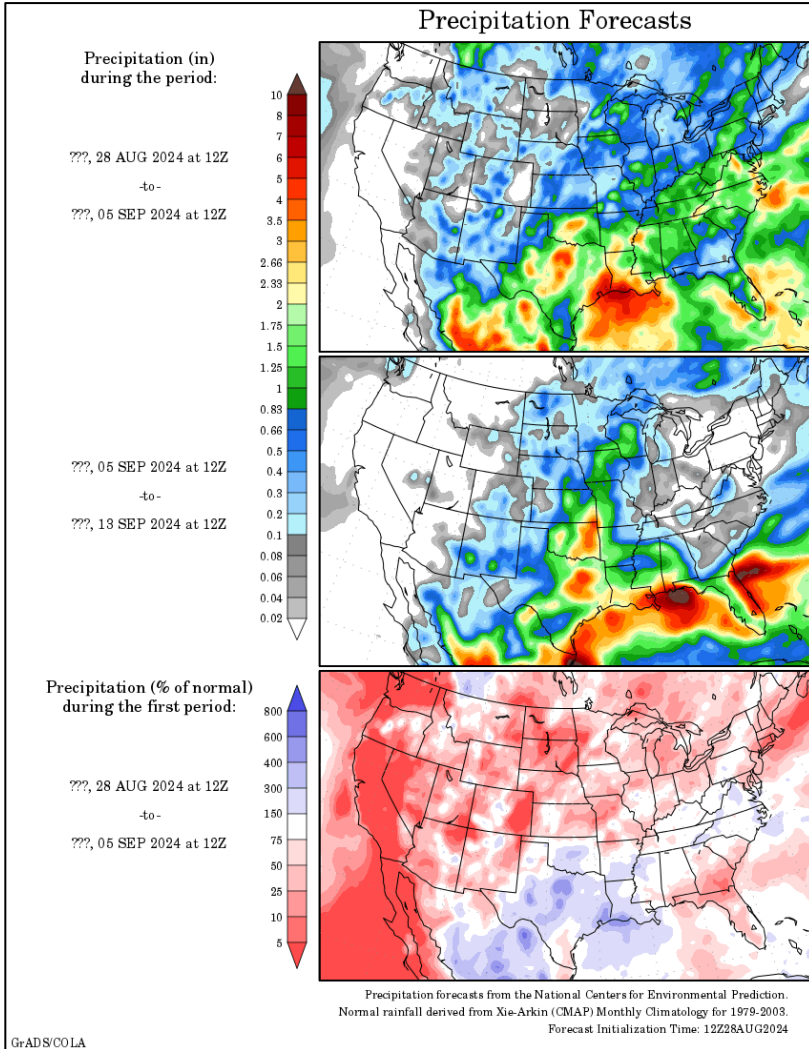 Precipitation Forecasts
Precipitation (in)
during the period:
???, 28 AUG 2024 at 12Z
-to-
???, 05 SEP 2024 at 12Z
10
8
7
6
5
4
3.5
3
2.66
2.33
2
1.75
1.5
1.25
1
0.83
0.66
0.5
0.4
0.3
0.2
0.1
0.08
0.06
0.04
0.02
???, 05 SEP 2024 at 12Z
-to-
???, 13 SEP 2024 at 12Z
Precipitation (% of normal)
during the first period:
???, 28 AUG 2024 at 12Z
-to-
???, 05 SEP 2024 at 12Z
800
600
400
300
150
75
50
25
10
5
Precipitation forecasts from the National Centers for Environmental Prediction.
Normal rainfall derived from Xie-Arkin (CMAP) Monthly Climatology for 1979-2003.
Forecast Initialization Time: 12Z28AUG2024
GrADS/COLA